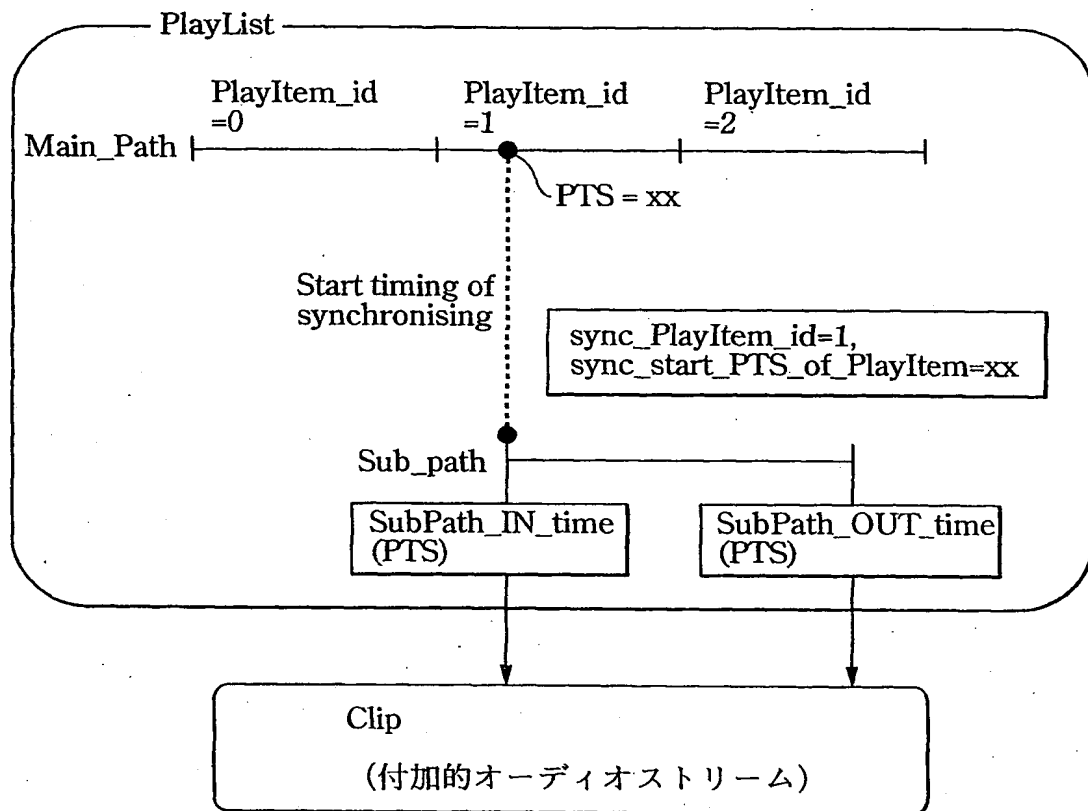 PlayList
PlayItem_id
=0
PlayItem_id
=1
PlayItem_id
=2
Main_Path
PTS = xx
Start timing of
synchronising
sync_PlayItem_id=1,
sync_start_PTS_of_PlayItem=xx
Sub_path
SubPath_IN_time
(PTS)
SubPath_OUT_time
(PTS)
Clip
(付加的オーディオストリーム)